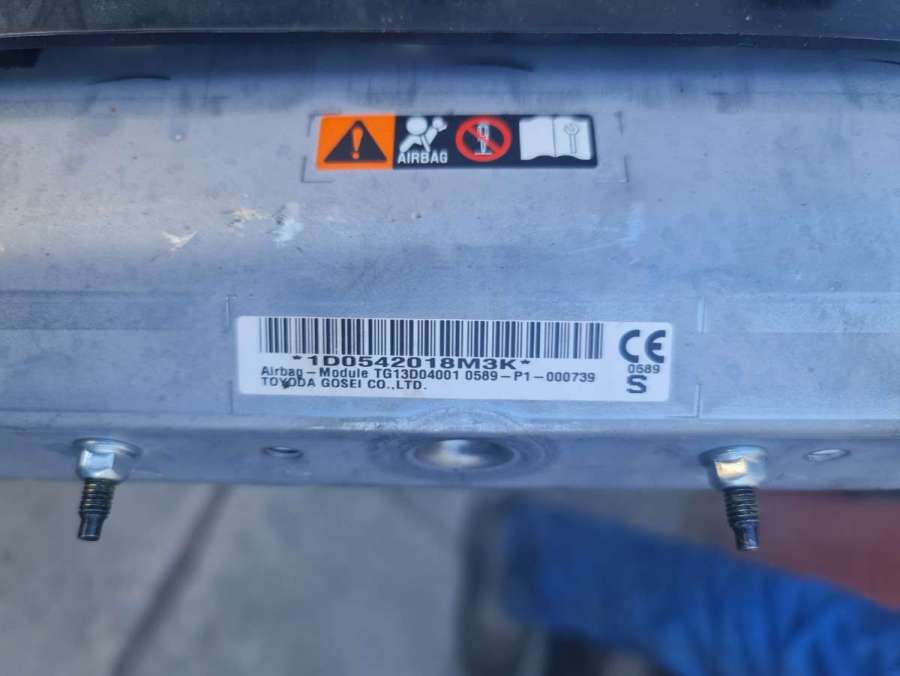 AIRBAG
*1D0542018M3K*
Airbag-Module TG13D04001 0589-P1-000739
TOYODA GOSEI CO.,LTD.
CE
0589
S